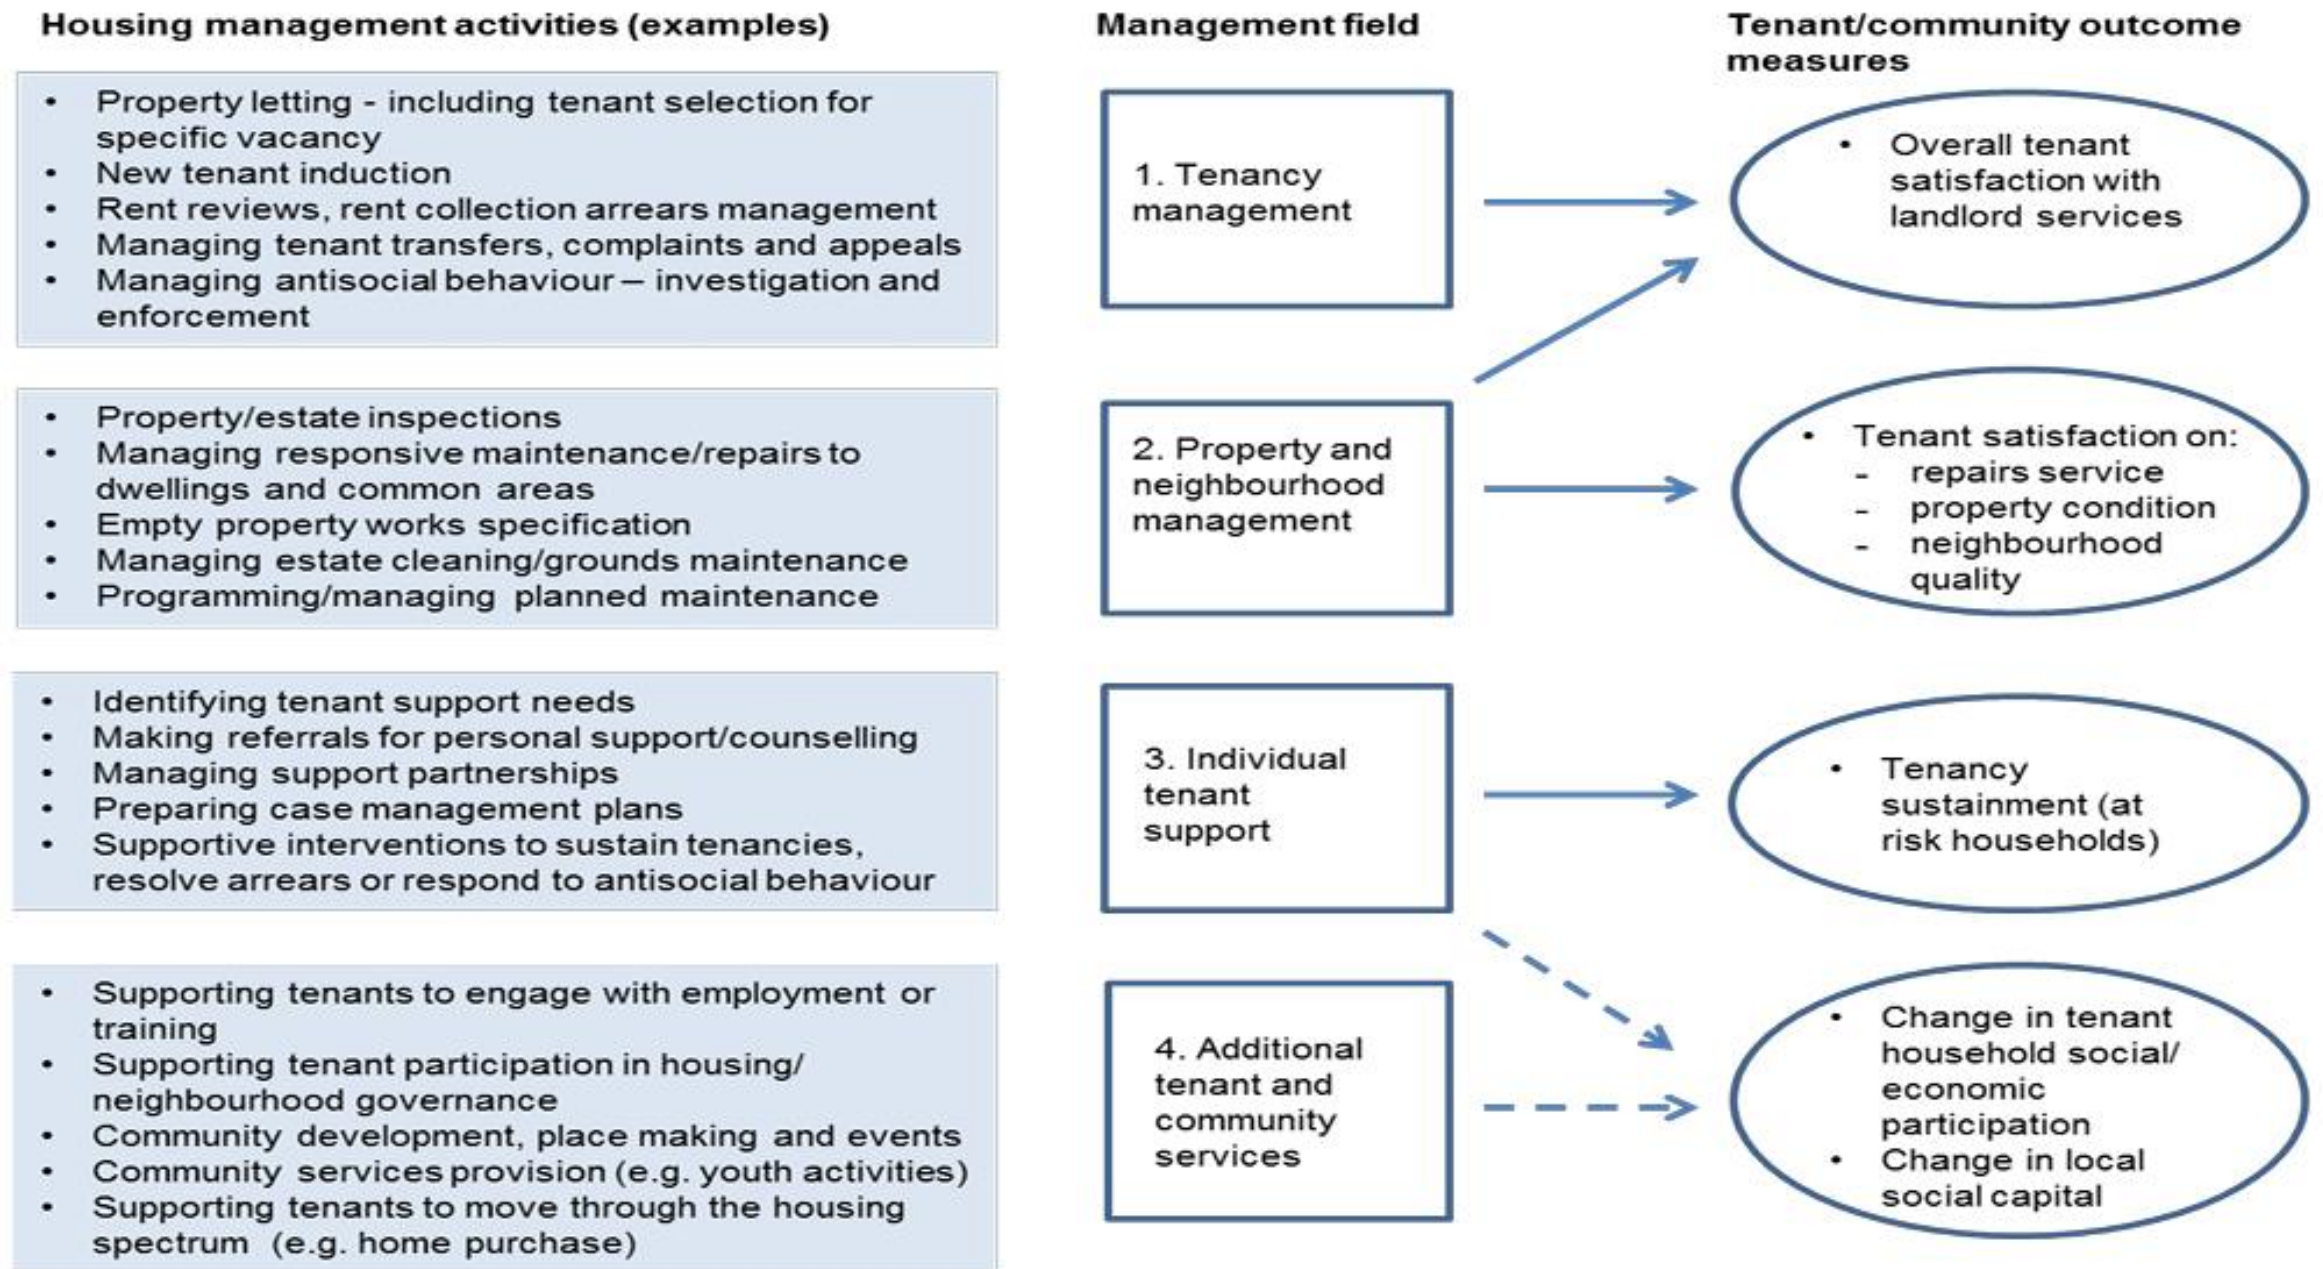 Housing management activities (examples)
Management field
Tenant/community outcome
measures
• Property letting - including tenant selection for
specific vacancy
• New tenant induction
• Rent reviews, rent collection arrears management
• Managing tenant transfers, complaints and appeals
• Managing antisocial behaviour – investigation and
enforcement
1. Tenancy
management
• Overall tenant
satisfaction with
landlord services
• Property/estate inspections
• Managing responsive maintenance/repairs to
dwellings and common areas
• Empty property works specification
• Managing estate cleaning/grounds maintenance
• Programming/managing planned maintenance
2. Property and
neighbourhood
management
• Tenant satisfaction on:
- repairs service
- property condition
- neighbourhood
quality
• Identifying tenant support needs
• Making referrals for personal support/counselling
• Managing support partnerships
• Preparing case management plans
• Supportive interventions to sustain tenancies,
resolve arrears or respond to antisocial behaviour
3. Individual
tenant
support
• Tenancy
sustainment (at
risk households)
• Supporting tenants to engage with employment or
training
• Supporting tenant participation in housing/
neighbourhood governance
• Community development, place making and events
• Community services provision (e.g. youth activities)
• Supporting tenants to move through the housing
spectrum (e.g. home purchase)
4. Additional
tenant and
community
services
• Change in tenant
household social/
economic
participation
• Change in local
social capital